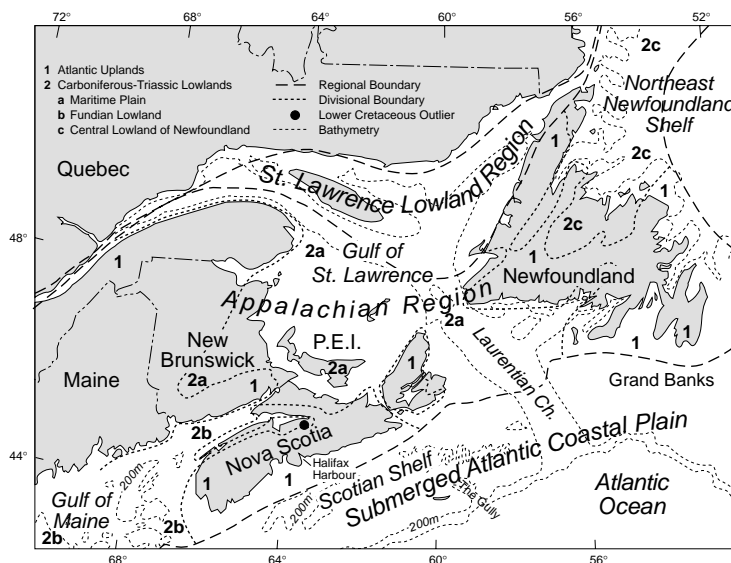 72°
68°
64°
60°
56°
52°
1 Atlantic Uplands
2 Carboniferous-Triassic Lowlands
a Maritime Plain
b Fundian Lowland
c Central Lowland of Newfoundland
Regional Boundary
Divisional Boundary
Lower Cretaceous Outlier
Bathymetry
2c
Northeast
Newfoundland
Shelf
Quebec
St. Lawrence Lowland Region
1
2c
1
2c
48°
48°
2a
Gulf of
St. Lawrence
1
1
Newfoundland
Appalachian Region
2a
New
Brunswick
P.E.I.
Laurentian Ch.
1
1
Maine
2a
1
2a
1
Grand Banks
2b
Nova Scotia
44°
44°
Halifax
Harbour
200m
Scotian Shelf
Submerged Atlantic Coastal Plain
Gulf of
Maine
1
1
200m
The Gully
200m
Atlantic
Ocean
2b
2b
68°
64°
60°
56°